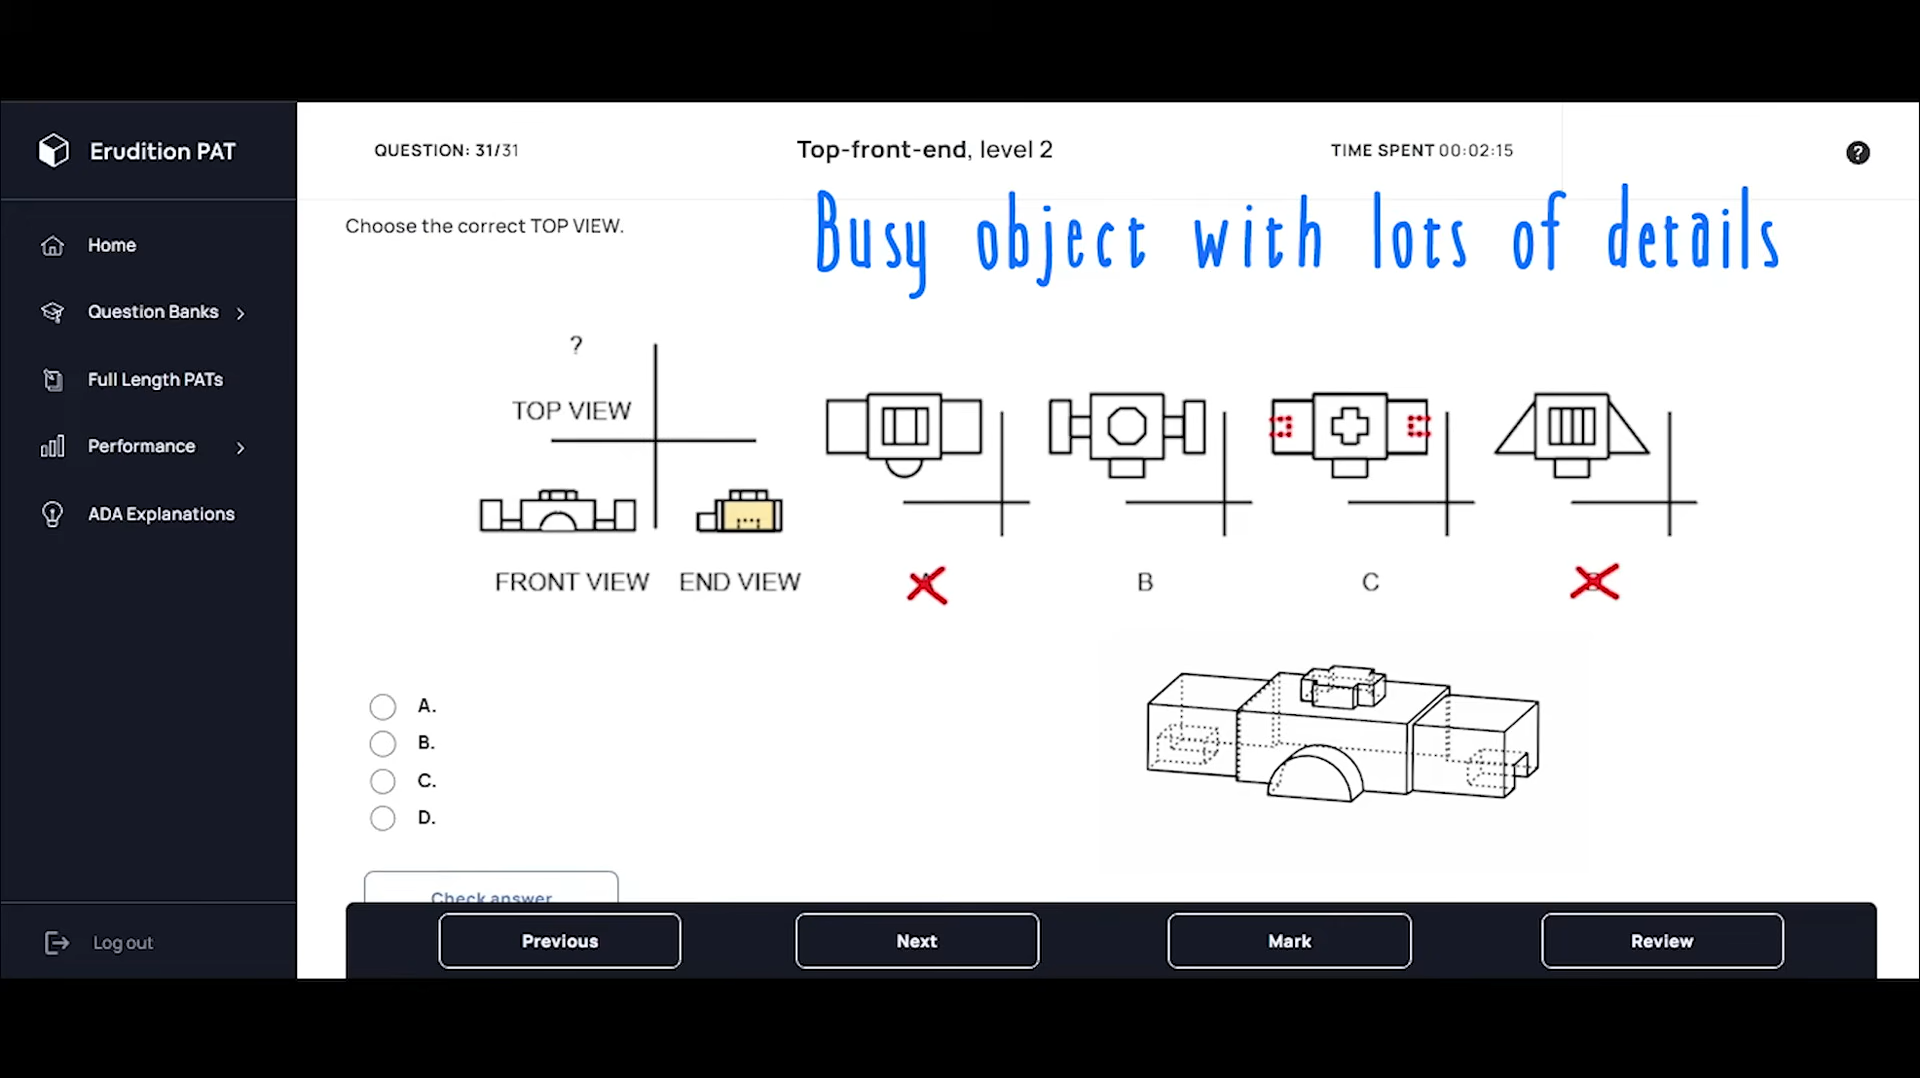 Erudition PAT
QUESTION: 31/31
Top-front-end, level 2
TIME SPENT 00:02:15
?
Home
Question Banks
Full Length PATs
Performance
ADA Explanations
Log out
Choose the correct TOP VIEW.
Busy object with lots of details
?
TOP VIEW
FRONT VIEW
END VIEW
B
C
A.
B.
C.
D.
Check answer
Previous
Next
Mark
Review